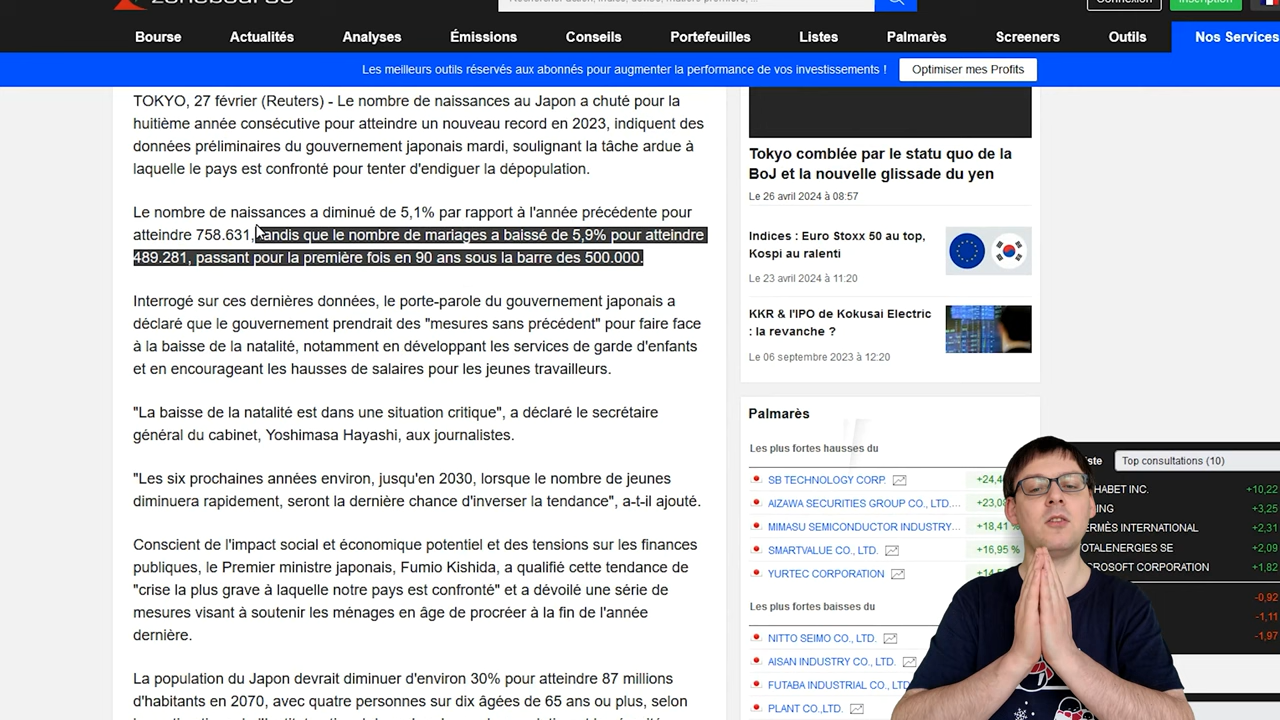 zonebourse
Connexion
Inscription
Bourse
Actualités
Analyses
Émissions
Conseils
Portefeuilles
Listes
Palmarès
Screeners
Outils
Nos Services
Les meilleurs outils réservés aux abonnés pour augmenter la performance de vos investissements !
Optimiser mes Profits
TOKYO, 27 février (Reuters) - Le nombre de naissances au Japon a chuté pour la
huitième année consécutive pour atteindre un nouveau record en 2023, indiquent des
données préliminaires du gouvernement japonais mardi, soulignant la tâche ardue à
laquelle le pays est confronté pour tenter d'endiguer la dépopulation.
Le nombre de naissances a diminué de 5,1% par rapport à l'année précédente pour
atteindre 758.631, tandis que le nombre de mariages a baissé de 5,9% pour atteindre
489.281, passant pour la première fois en 90 ans sous la barre des 500.000.
Interrogé sur ces dernières données, le porte-parole du gouvernement japonais a
déclaré que le gouvernement prendrait des "mesures sans précédent" pour faire face
à la baisse de la natalité, notamment en développant les services de garde d'enfants
et en encourageant les hausses de salaires pour les jeunes travailleurs.
"La baisse de la natalité est dans une situation critique", a déclaré le secrétaire
général du cabinet, Yoshimasa Hayashi, aux journalistes.
"Les six prochaines années environ, jusqu'en 2030, lorsque le nombre de jeunes
diminuera rapidement, seront la dernière chance d'inverser la tendance", a-t-il ajouté.
Conscient de l'impact social et économique potentiel et des tensions sur les finances
publiques, le Premier ministre japonais, Fumio Kishida, a qualifié cette tendance de
"crise la plus grave à laquelle notre pays est confronté" et a dévoilé une série de
mesures visant à soutenir les ménages en âge de procréer à la fin de l'année
dernière.
La population du Japon devrait diminuer d'environ 30% pour atteindre 87 millions
d'habitants en 2070, avec quatre personnes sur dix âgées de 65 ans ou plus, selon
Tokyo comblée par le statu quo de la
BoJ et la nouvelle glissade du yen
Le 26 avril 2024 à 08:57
Indices : Euro Stoxx 50 au top,
Kospi au ralenti
Le 23 avril 2024 à 11:20
KKR & l'IPO de Kokusai Electric
: la revanche ?
Le 06 septembre 2023 à 12:20
Palmarès
Les plus fortes hausses du
SB TECHNOLOGY CORP. +24,4
AIZAWA SECURITIES GROUP CO., LTD.... +23,0
MIMASU SEMICONDUCTOR INDUSTRY... +18,41 %
SMARTVALUE CO., LTD. +16,95 %
YURTEC CORPORATION
Les plus fortes baisses du
NITTO SEIMO CO., LTD.
AISAN INDUSTRY CO., LTD.
FUTABA INDUSTRIAL CO., LTD
PLANT CO.,LTD.
iste
Top consultations (10)
HABET INC. +10,22
ING +3,25
ERMÈS INTERNATIONAL +2,31
OTALENERGIES SE +2,09
ROSOFT CORPORATION +1,82
-0,92
-1,11
-1,97